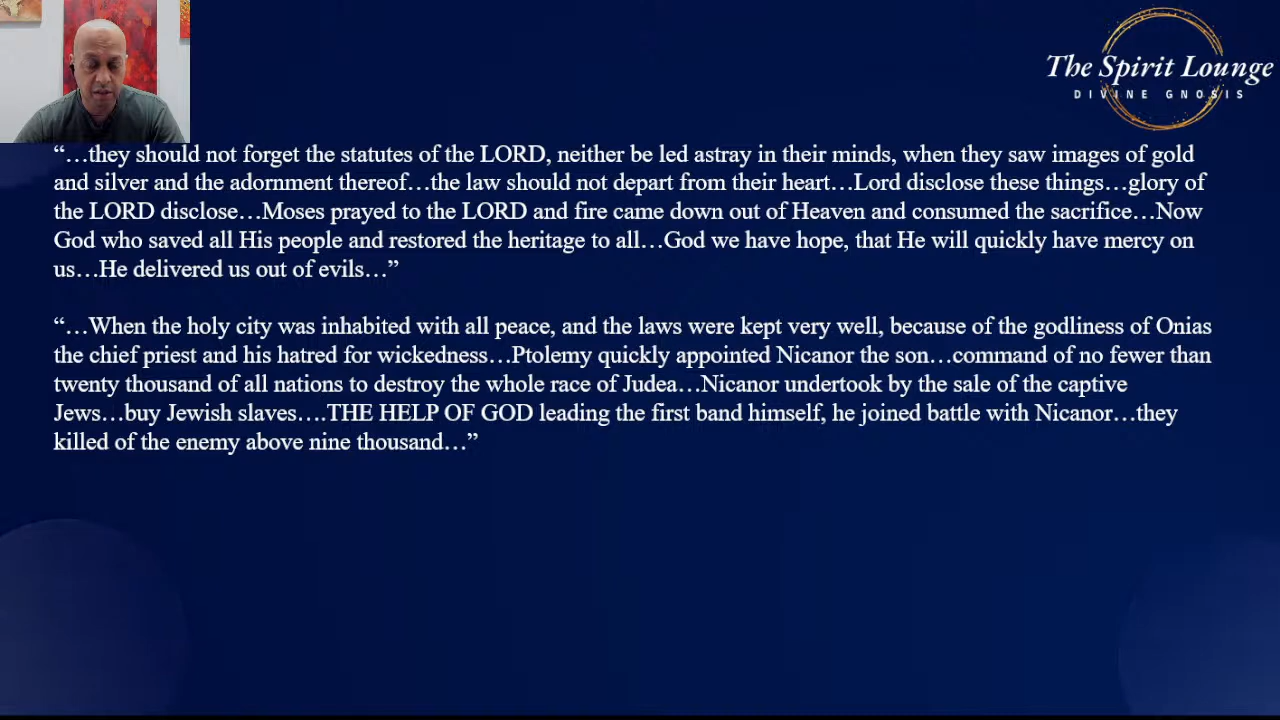 The Spirit Lounge
DIVINE GNOSIS
“…they should not forget the statutes of the LORD, neither be led astray in their minds, when they saw images of gold
and silver and the adornment thereof…the law should not depart from their heart…Lord disclose these things…glory of
the LORD disclose…Moses prayed to the LORD and fire came down out of Heaven and consumed the sacrifice…Now
God who saved all His people and restored the heritage to all…God we have hope, that He will quickly have mercy on
us…He delivered us out of evils…”
“…When the holy city was inhabited with all peace, and the laws were kept very well, because of the godliness of Onias
the chief priest and his hatred for wickedness…Ptolemy quickly appointed Nicanor the son…command of no fewer than
twenty thousand of all nations to destroy the whole race of Judea…Nicanor undertook by the sale of the captive
Jews…buy Jewish slaves….THE HELP OF GOD leading the first band himself, he joined battle with Nicanor…they
killed of the enemy above nine thousand…”